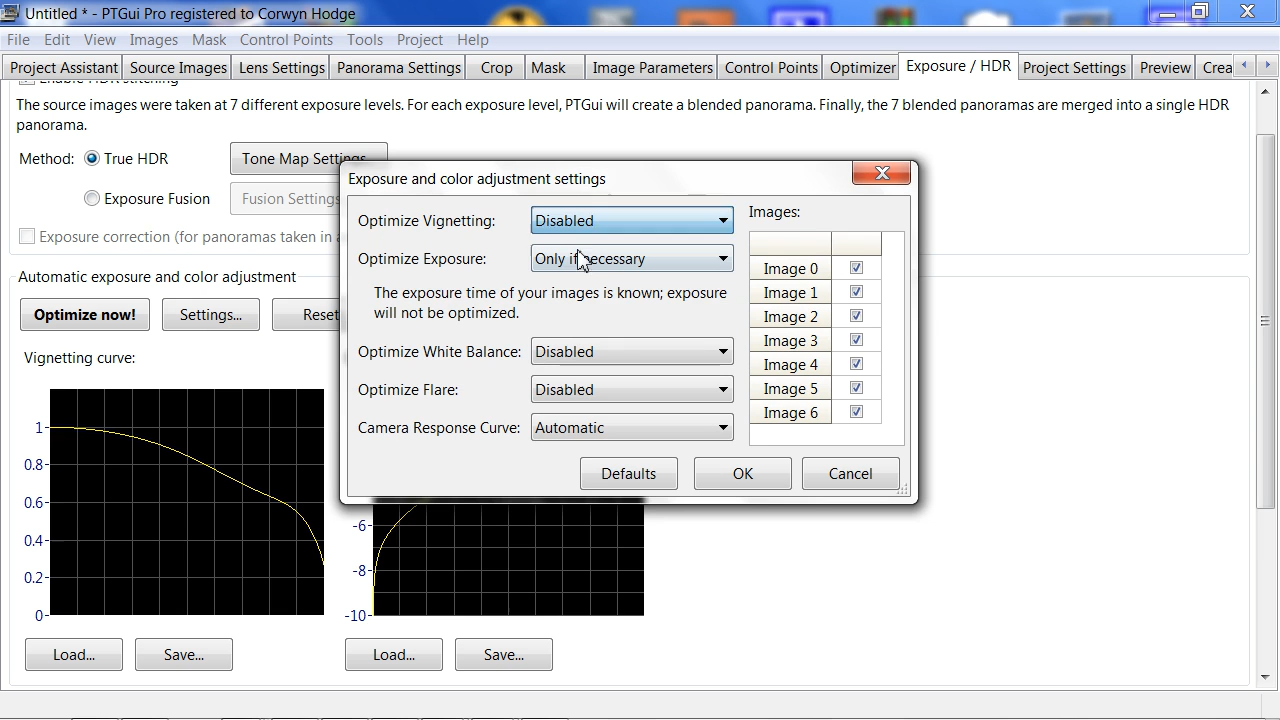 Untitled * - PTGui Pro registered to Corwyn Hodge
File Edit View Images Mask Control Points Tools Project Help
Project Assistant Source Images Lens Settings Panorama Settings Crop Mask Image Parameters Control Points Optimizer Exposure / HDR Project Settings Preview Crea
Enable HDR stitching
The source images were taken at 7 different exposure levels. For each exposure level, PTGui will create a blended panorama. Finally, the 7 blended panoramas are merged into a single HDR
panorama.
Method: True HDR Tone Map Settings...
Exposure Fusion Fusion Settings
Exposure correction (for panoramas taken in a
Automatic exposure and color adjustment
Optimize now! Settings... Reset
Vignetting curve:
1
0.8
0.6
0.4
0.2
0
-6
-8
-10
Load... Save... Load... Save...
Exposure and color adjustment settings
Optimize Vignetting: Disabled
Optimize Exposure: Only if necessary
The exposure time of your images is known; exposure
will not be optimized.
Optimize White Balance: Disabled
Optimize Flare: Disabled
Camera Response Curve: Automatic
Images:
Image 0
Image 1
Image 2
Image 3
Image 4
Image 5
Image 6
Defaults OK Cancel